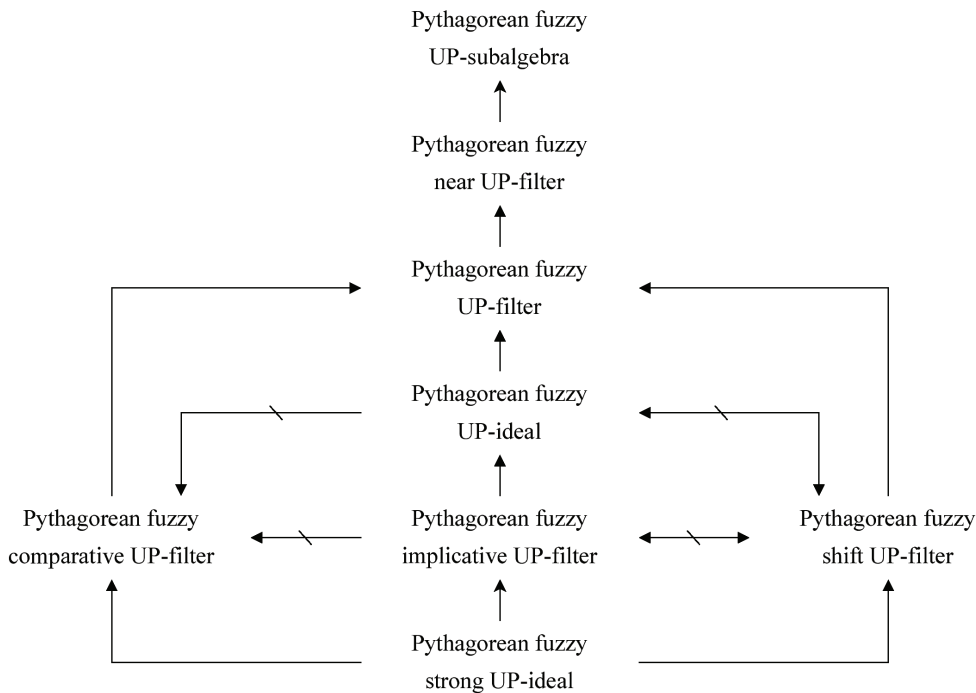 Pythagorean fuzzy
UP-subalgebra
Pythagorean fuzzy
near UP-filter
Pythagorean fuzzy
UP-filter
Pythagorean fuzzy
UP-ideal
Pythagorean fuzzy
comparative UP-filter
Pythagorean fuzzy
implicative UP-filter
Pythagorean fuzzy
shift UP-filter
Pythagorean fuzzy
strong UP-ideal